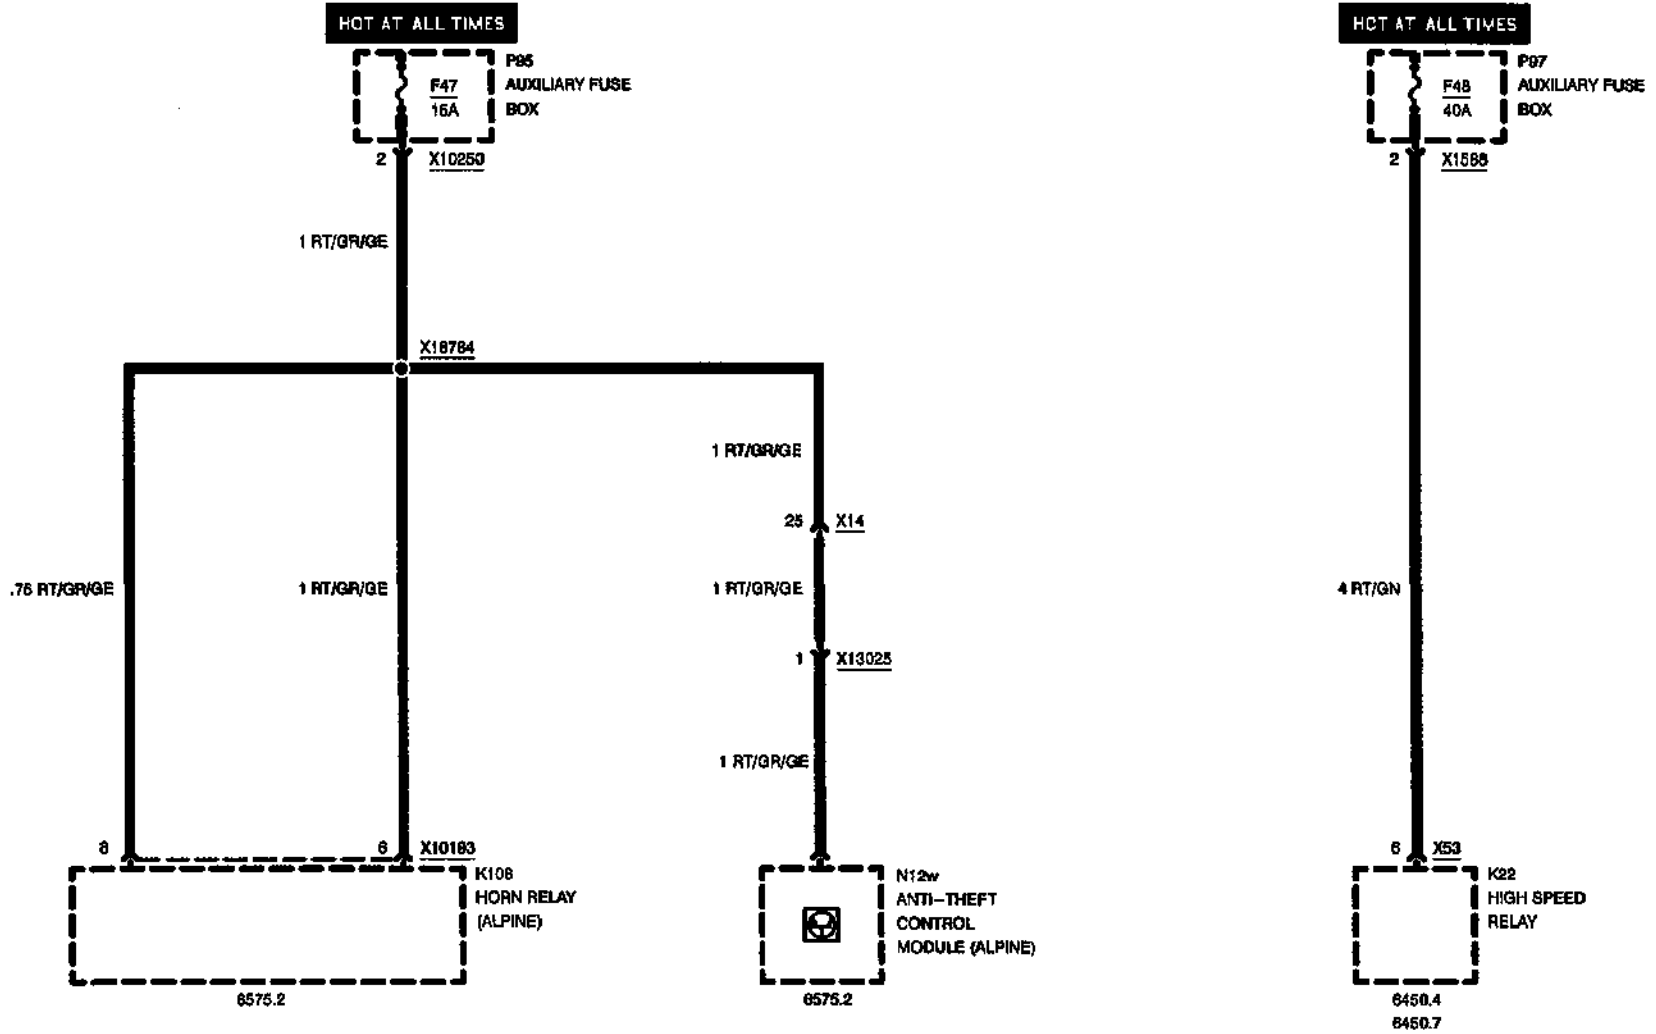 HOT AT ALL TIMES
P95
AUXILIARY FUSE
BOX
F47
15A
2 X10250
1 RT/GR/GE
X18764
.75 RT/GR/GE
1 RT/GR/GE
8
6 X10183
K108
HORN RELAY
(ALPINE)
6575.2
1 RT/GR/GE
25 X14
1 RT/GR/GE
1 X13025
1 RT/GR/GE
N12w
ANTI-THEFT
CONTROL
MODULE (ALPINE)
6575.2
HOT AT ALL TIMES
P97
AUXILIARY FUSE
BOX
F48
40A
2
4 RT/GN
6 X53
K22
HIGH SPEED
RELAY
6450.4
6450.7